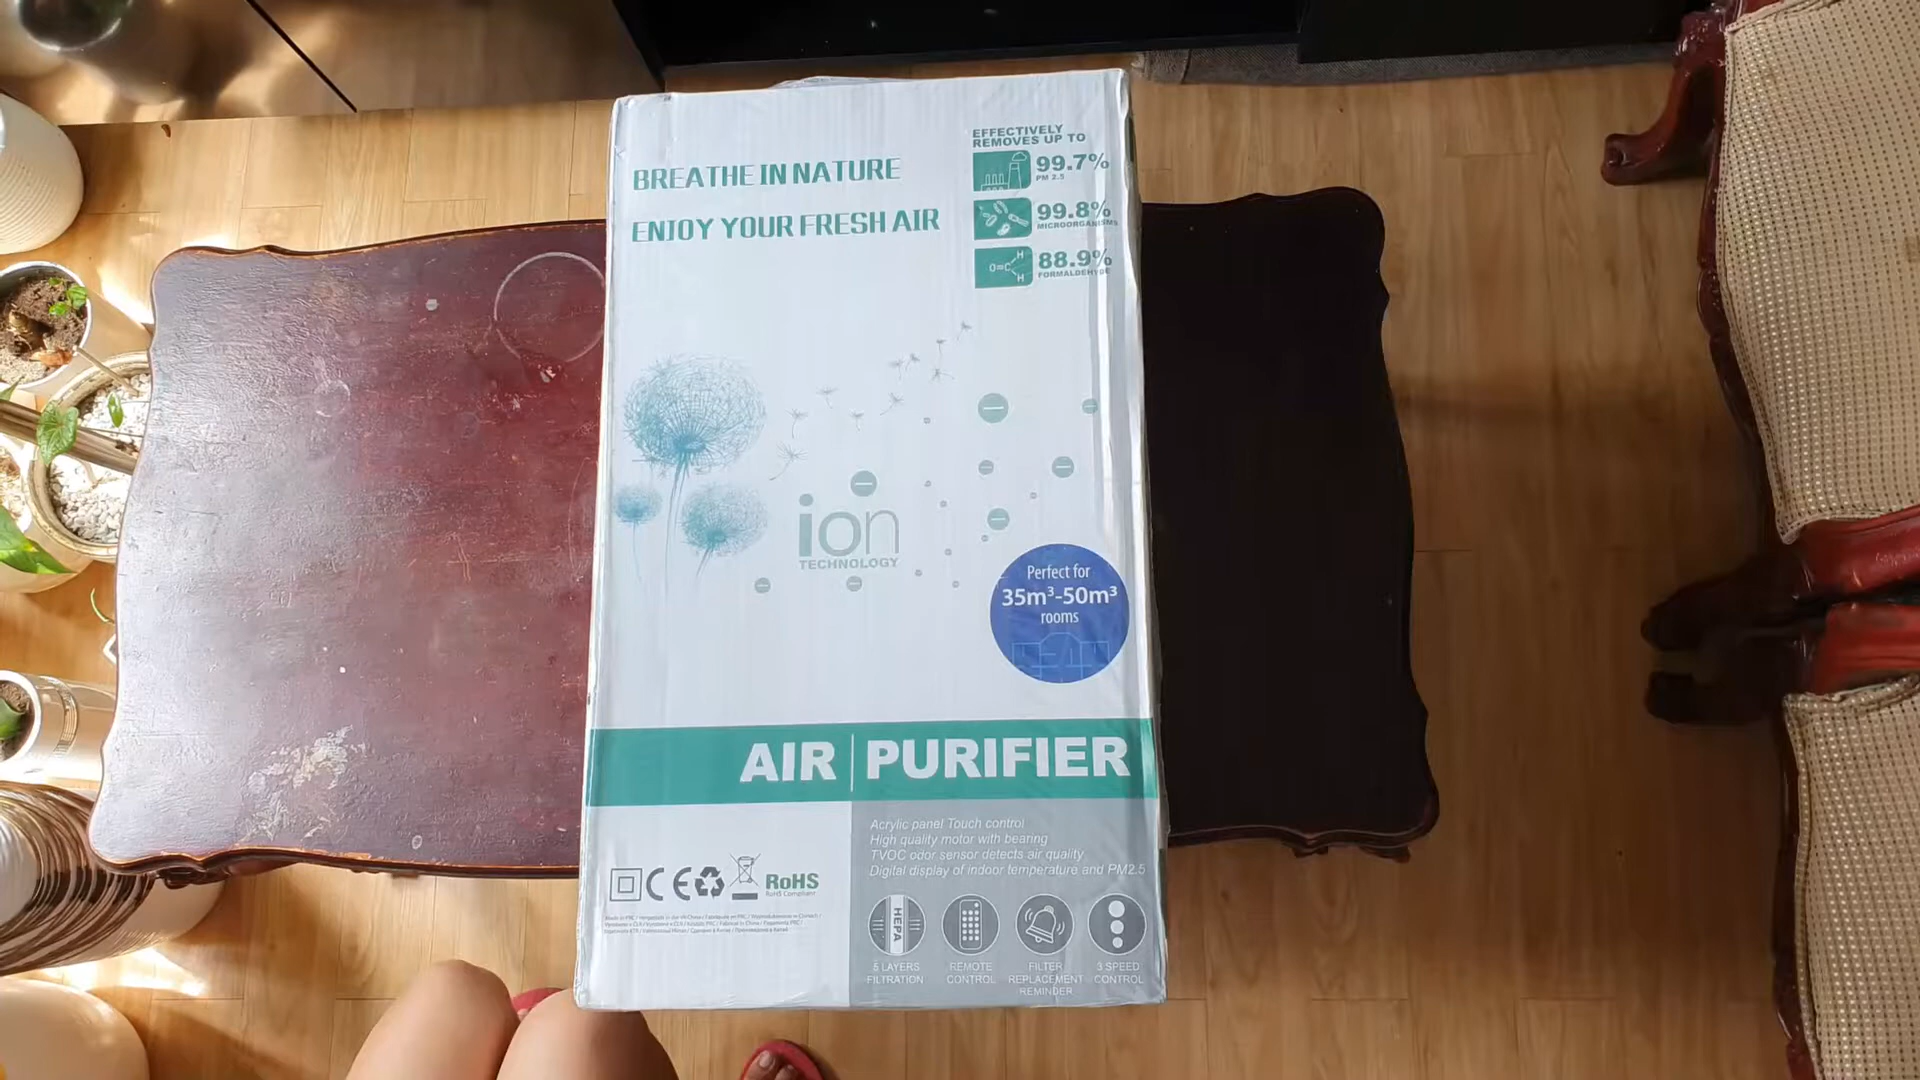 BREATHE IN NATURE
ENJOY YOUR FRESH AIR
EFFECTIVELY
REMOVES UP TO
99.7%
PM 2.5
99.8%
MICROORGANISMS
O=C H
H
88.9%
FORMALDEHYDE
ion
TECHNOLOGY
Perfect for
35m³-50m³
rooms
AIR | PURIFIER
Acrylic panel Touch control
High quality motor with bearing
TVOC odor sensor detects air quality
Digital display of indoor temperature and PM2.5
CE
RoHS
RoHS Compliant
HEPA
5 LAYERS
FILTRATION
REMOTE
CONTROL
FILTER
REPLACEMENT
REMINDER
3 SPEED
CONTROL